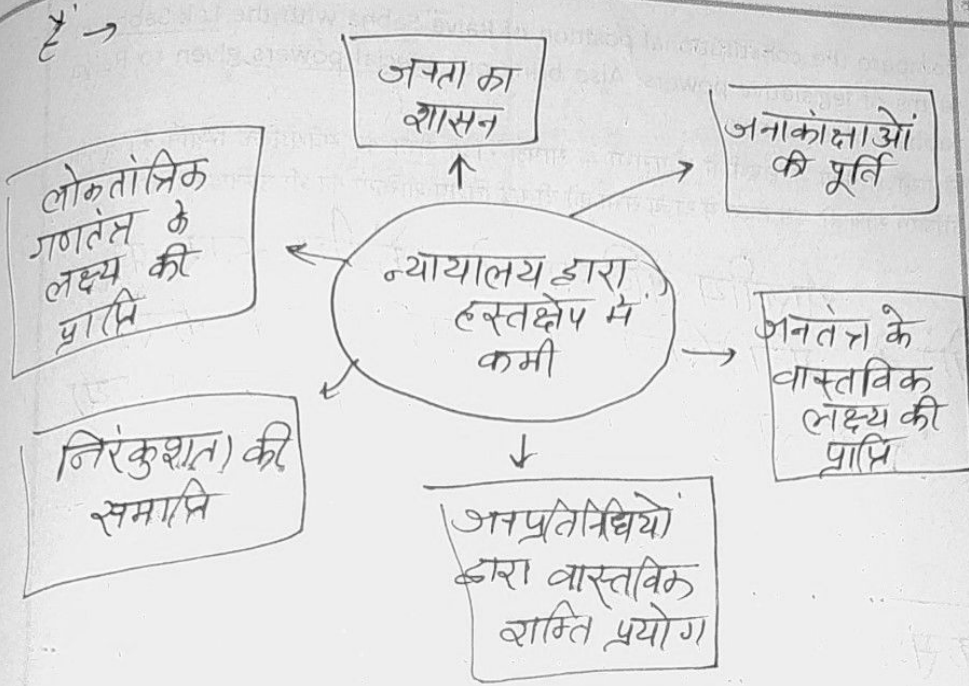 है →
जनता का
शासन
जनाकांक्षाओं
की पूर्ति
लोकतांत्रिक
गणतंत्र के
लक्ष्य की
प्राप्ति
न्यायालय द्वारा
हस्तक्षेप में
कमी
जनतंत्र के
वास्तविक
लक्ष्य की
प्राप्ति
निरंकुशता की
समाप्ति
जनप्रतिनिधियों
द्वारा वास्तविक
शक्ति प्रयोग